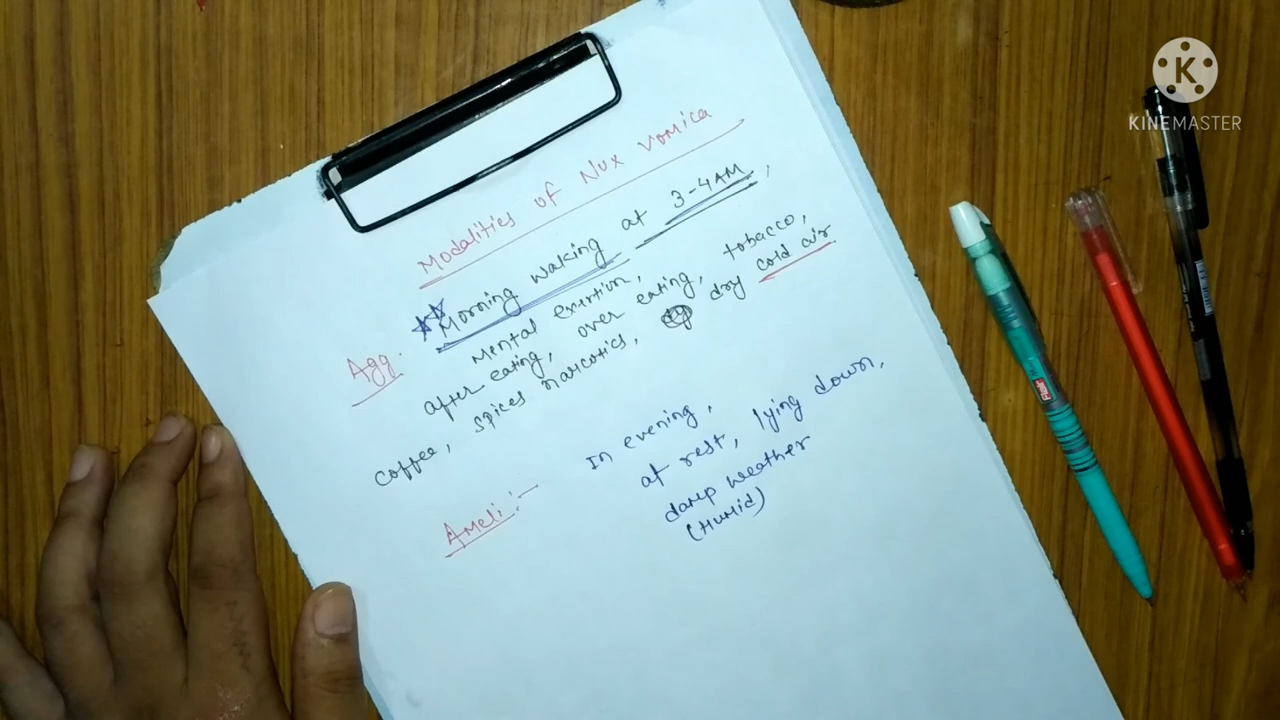 Modalities of Nux Vomica
Agg. Morning waking at 3-4AM,
Mental exertion,
after eating, over eating, tobacco,
coffee, spices narcotics, dry cold air
Ameli:- In evening,
at rest, lying down,
damp weather
(Humid)
K
KINEMASTER